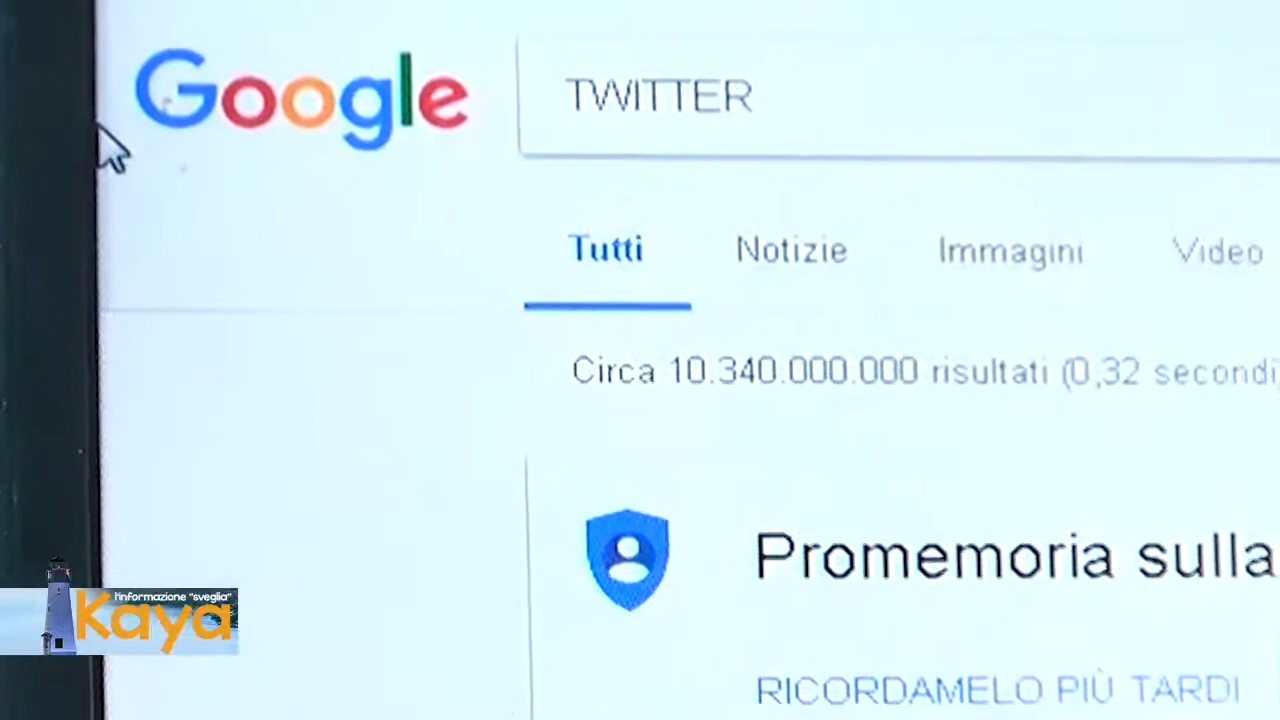 Google
TWITTER
Tutti Notizie Immagini Video
Circa 10.340.000.000 risultati (0,32 secondi
Promemoria sulla
RICORDAMELO PIÙ TARDI
l'informazione "sveglia"
Kaya